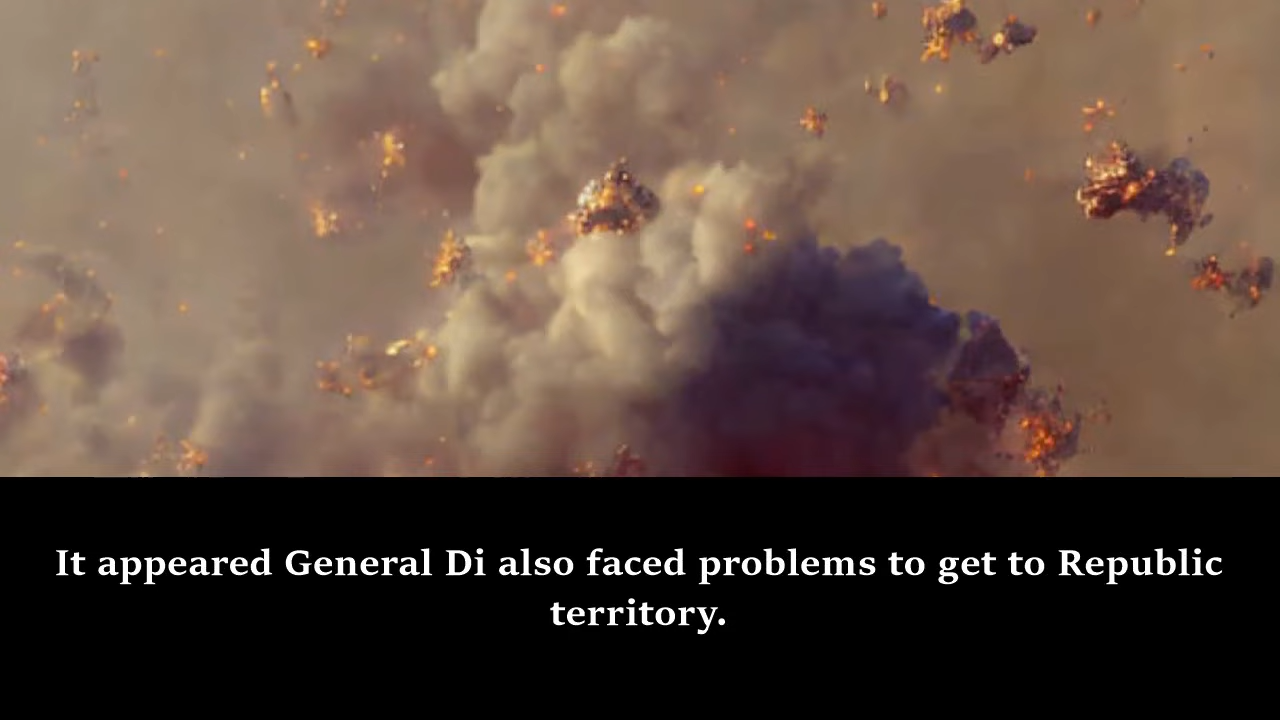 It appeared General Di also faced problems to get to Republic
territory.